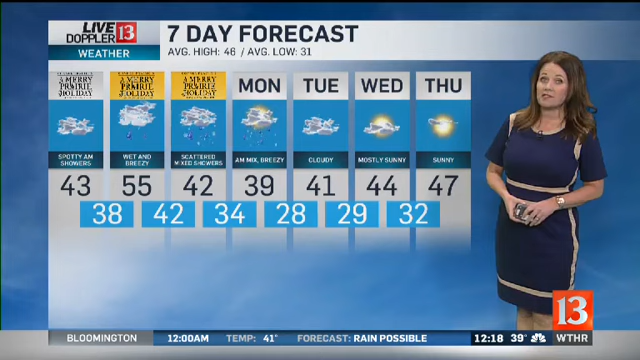 LIVE
DOPPLER 13
WEATHER
7 DAY FORECAST
AVG. HIGH: 46 / AVG. LOW: 31
A MERRY
PRAIRIE
HOLIDAY
A MERRY
PRAIRIE
HOLIDAY
A MERRY
PRAIRIE
HOLIDAY
MON TUE WED THU
SPOTTY AM
SHOWERS
WET AND
BREEZY
SCATTERED
MIXED SHOWERS
AM MIX, BREEZY
CLOUDY
MOSTLY SUNNY
SUNNY
43 55 42 39 41 44 47
38 42 34 28 29 32
13
BLOOMINGTON 12:00AM TEMP: 41° FORECAST: RAIN POSSIBLE 12:18 39° WTHR